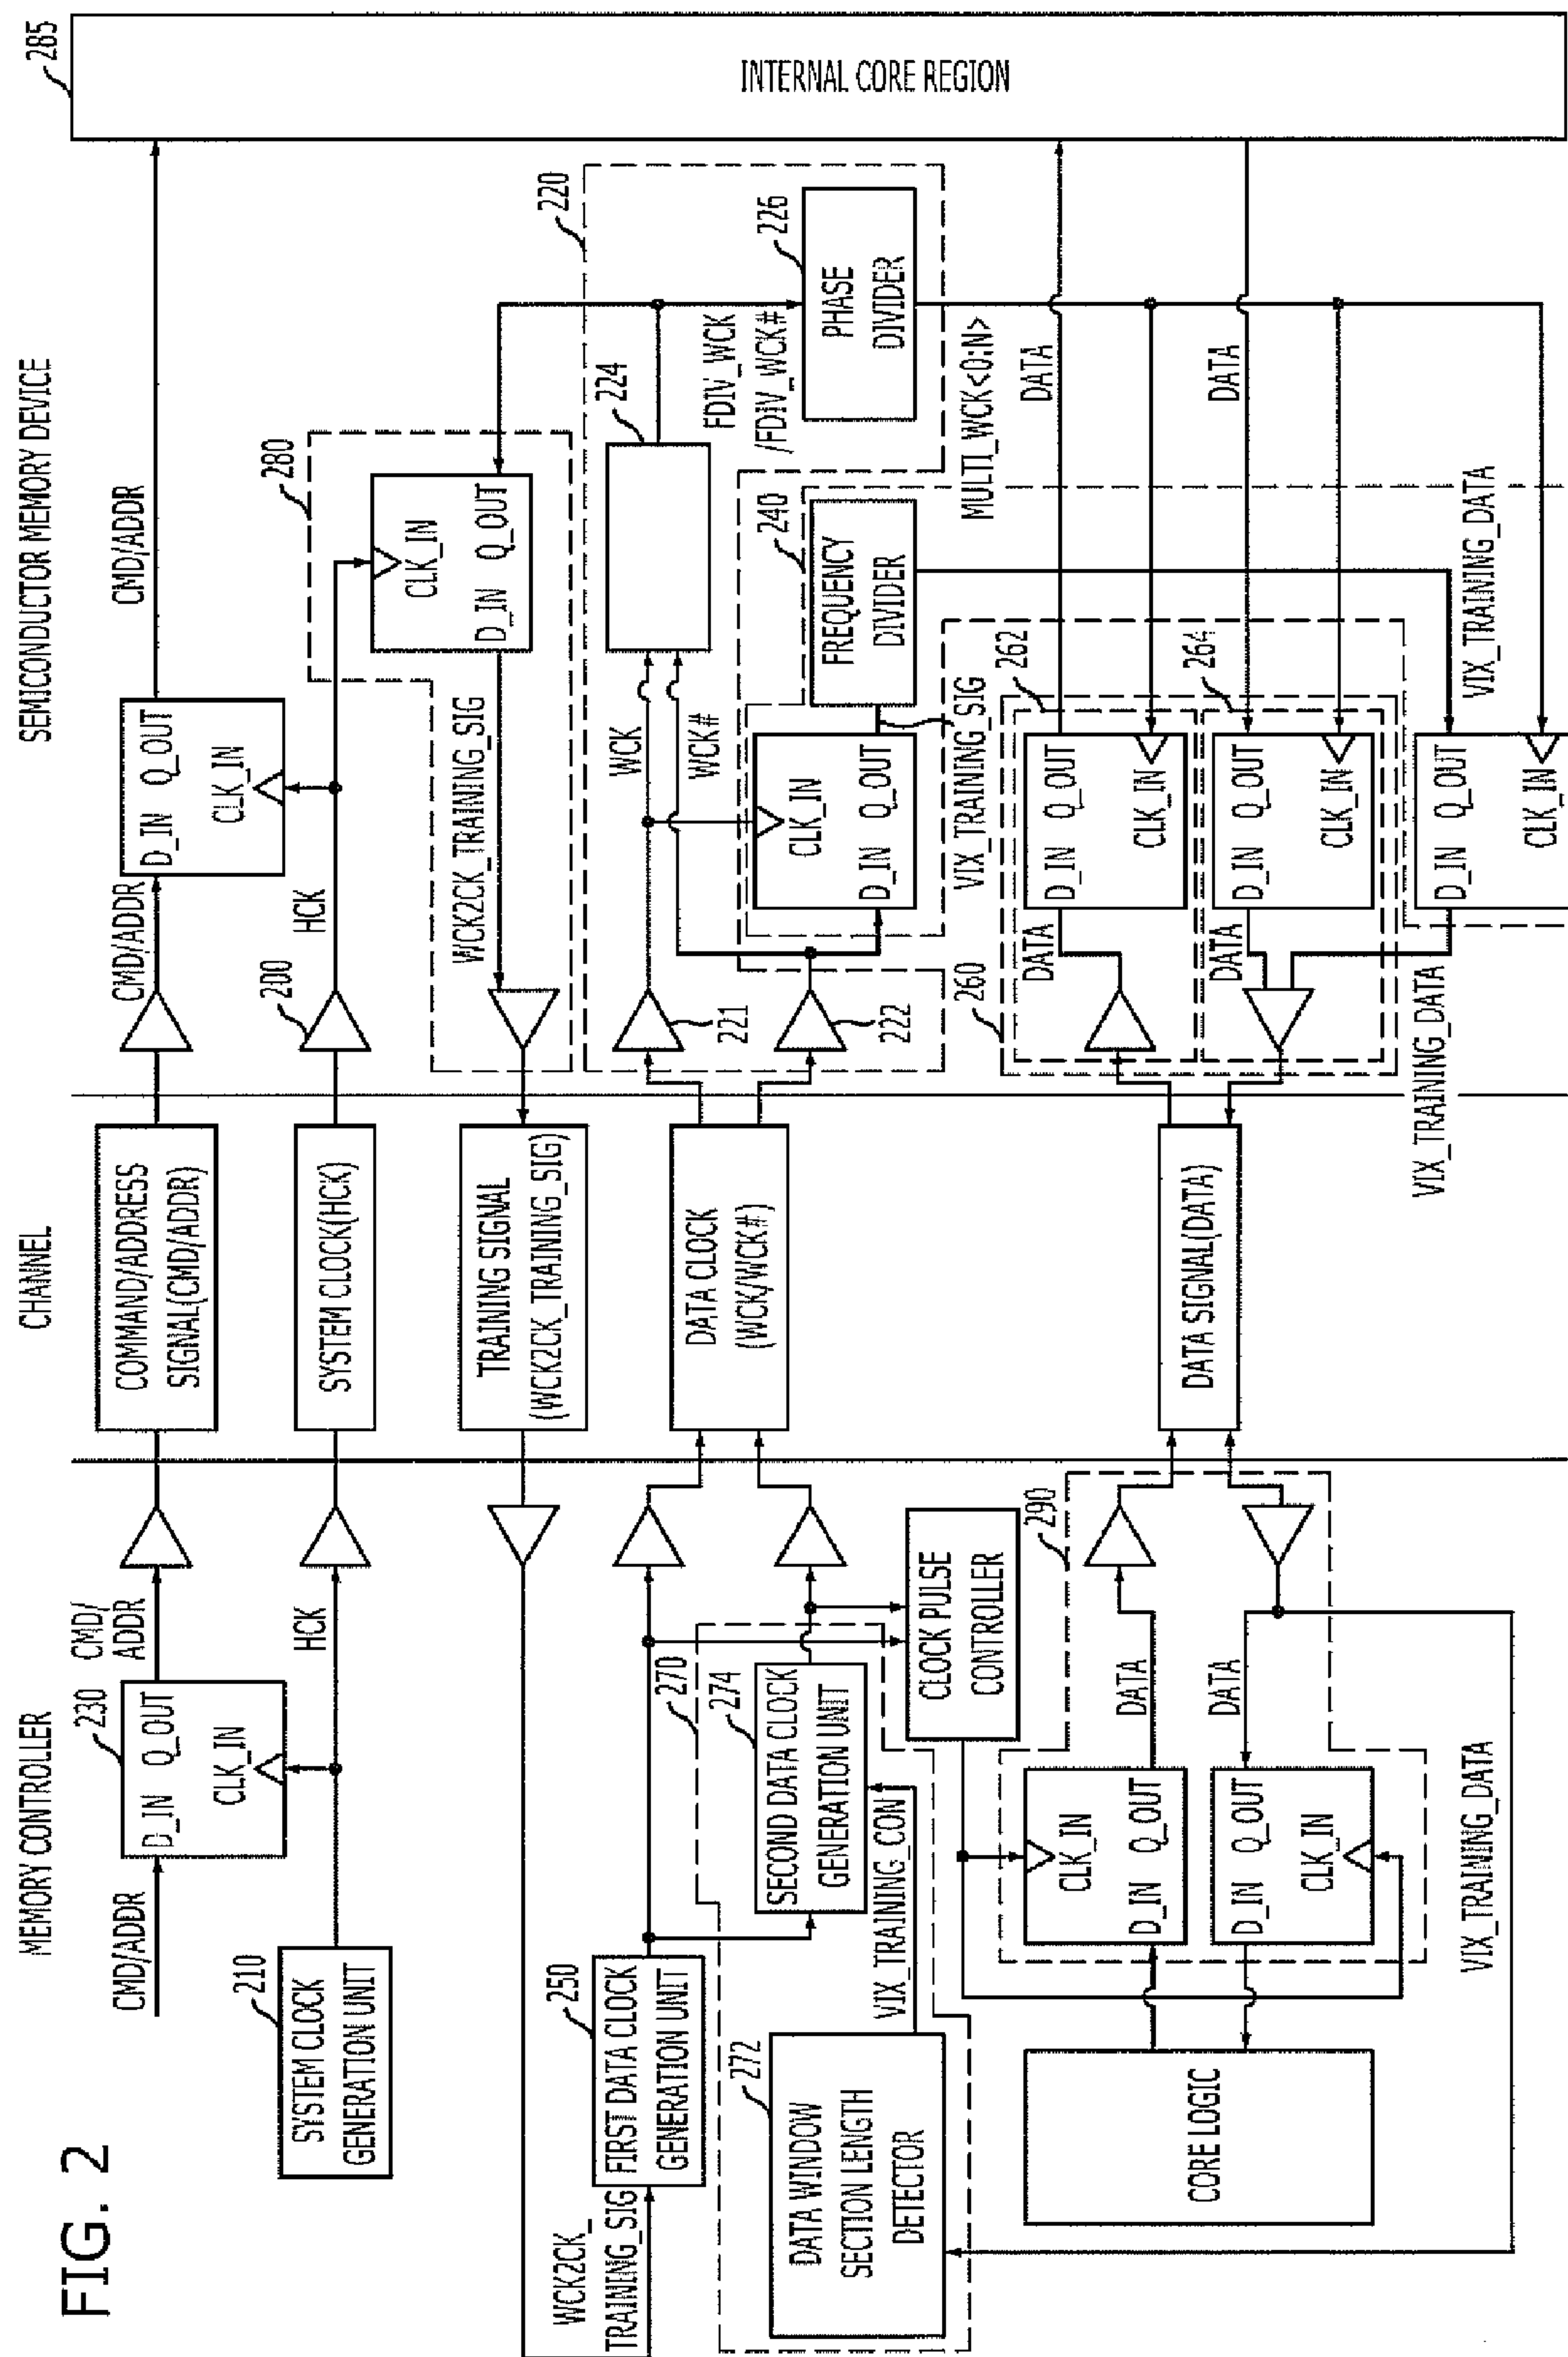 FIG. 2
MEMORY CONTROLLER
CHANNEL
SEMICONDUCTOR MEMORY DEVICE
CMD/ADDR
230
D_IN Q_OUT
CLK_IN
CMD/
ADDR
COMMAND/ADDRESS
SIGNAL(CMD/ADDR)
CMD/ADDR
D_IN Q_OUT
CLK_IN
CMD/ADDR
285
INTERNAL CORE REGION
210
SYSTEM CLOCK
GENERATION UNIT
HCK
SYSTEM CLOCK(HCK)
200
HCK
280
CLK_IN
D_IN Q_OUT
TRAINING SIGNAL
(WCK2CK_TRAINING_SIG)
WCK2CK_TRAINING_SIG
WCK2CK_
TRAINING_SIG
250
FIRST DATA CLOCK
GENERATION UNIT
270
274
SECOND DATA CLOCK
GENERATION UNIT
272
DATA WINDOW
SECTION LENGTH
DETECTOR
VIX_TRAINING_CON
CLOCK PULSE
CONTROLLER
DATA CLOCK
(WCK/WCK#)
221
222
WCK
WCK#
224
220
226
PHASE
DIVIDER
FDIV_WCK
/FDIV_WCK#
CLK_IN
D_IN Q_OUT
240
FREQUENCY
DIVIDER
VIX_TRAINING_SIG
MULTI_WCK<0:N>
290
CORE LOGIC
CLK_IN
D_IN Q_OUT
DATA
D_IN Q_OUT
CLK_IN
DATA
VIX_TRAINING_DATA
DATA SIGNAL(DATA)
260
262
DATA
D_IN Q_OUT
CLK_IN
DATA
264
DATA
D_IN Q_OUT
CLK_IN
DATA
VIX_TRAINING_DATA
D_IN Q_OUT
CLK_IN
VIX_TRAINING_DATA